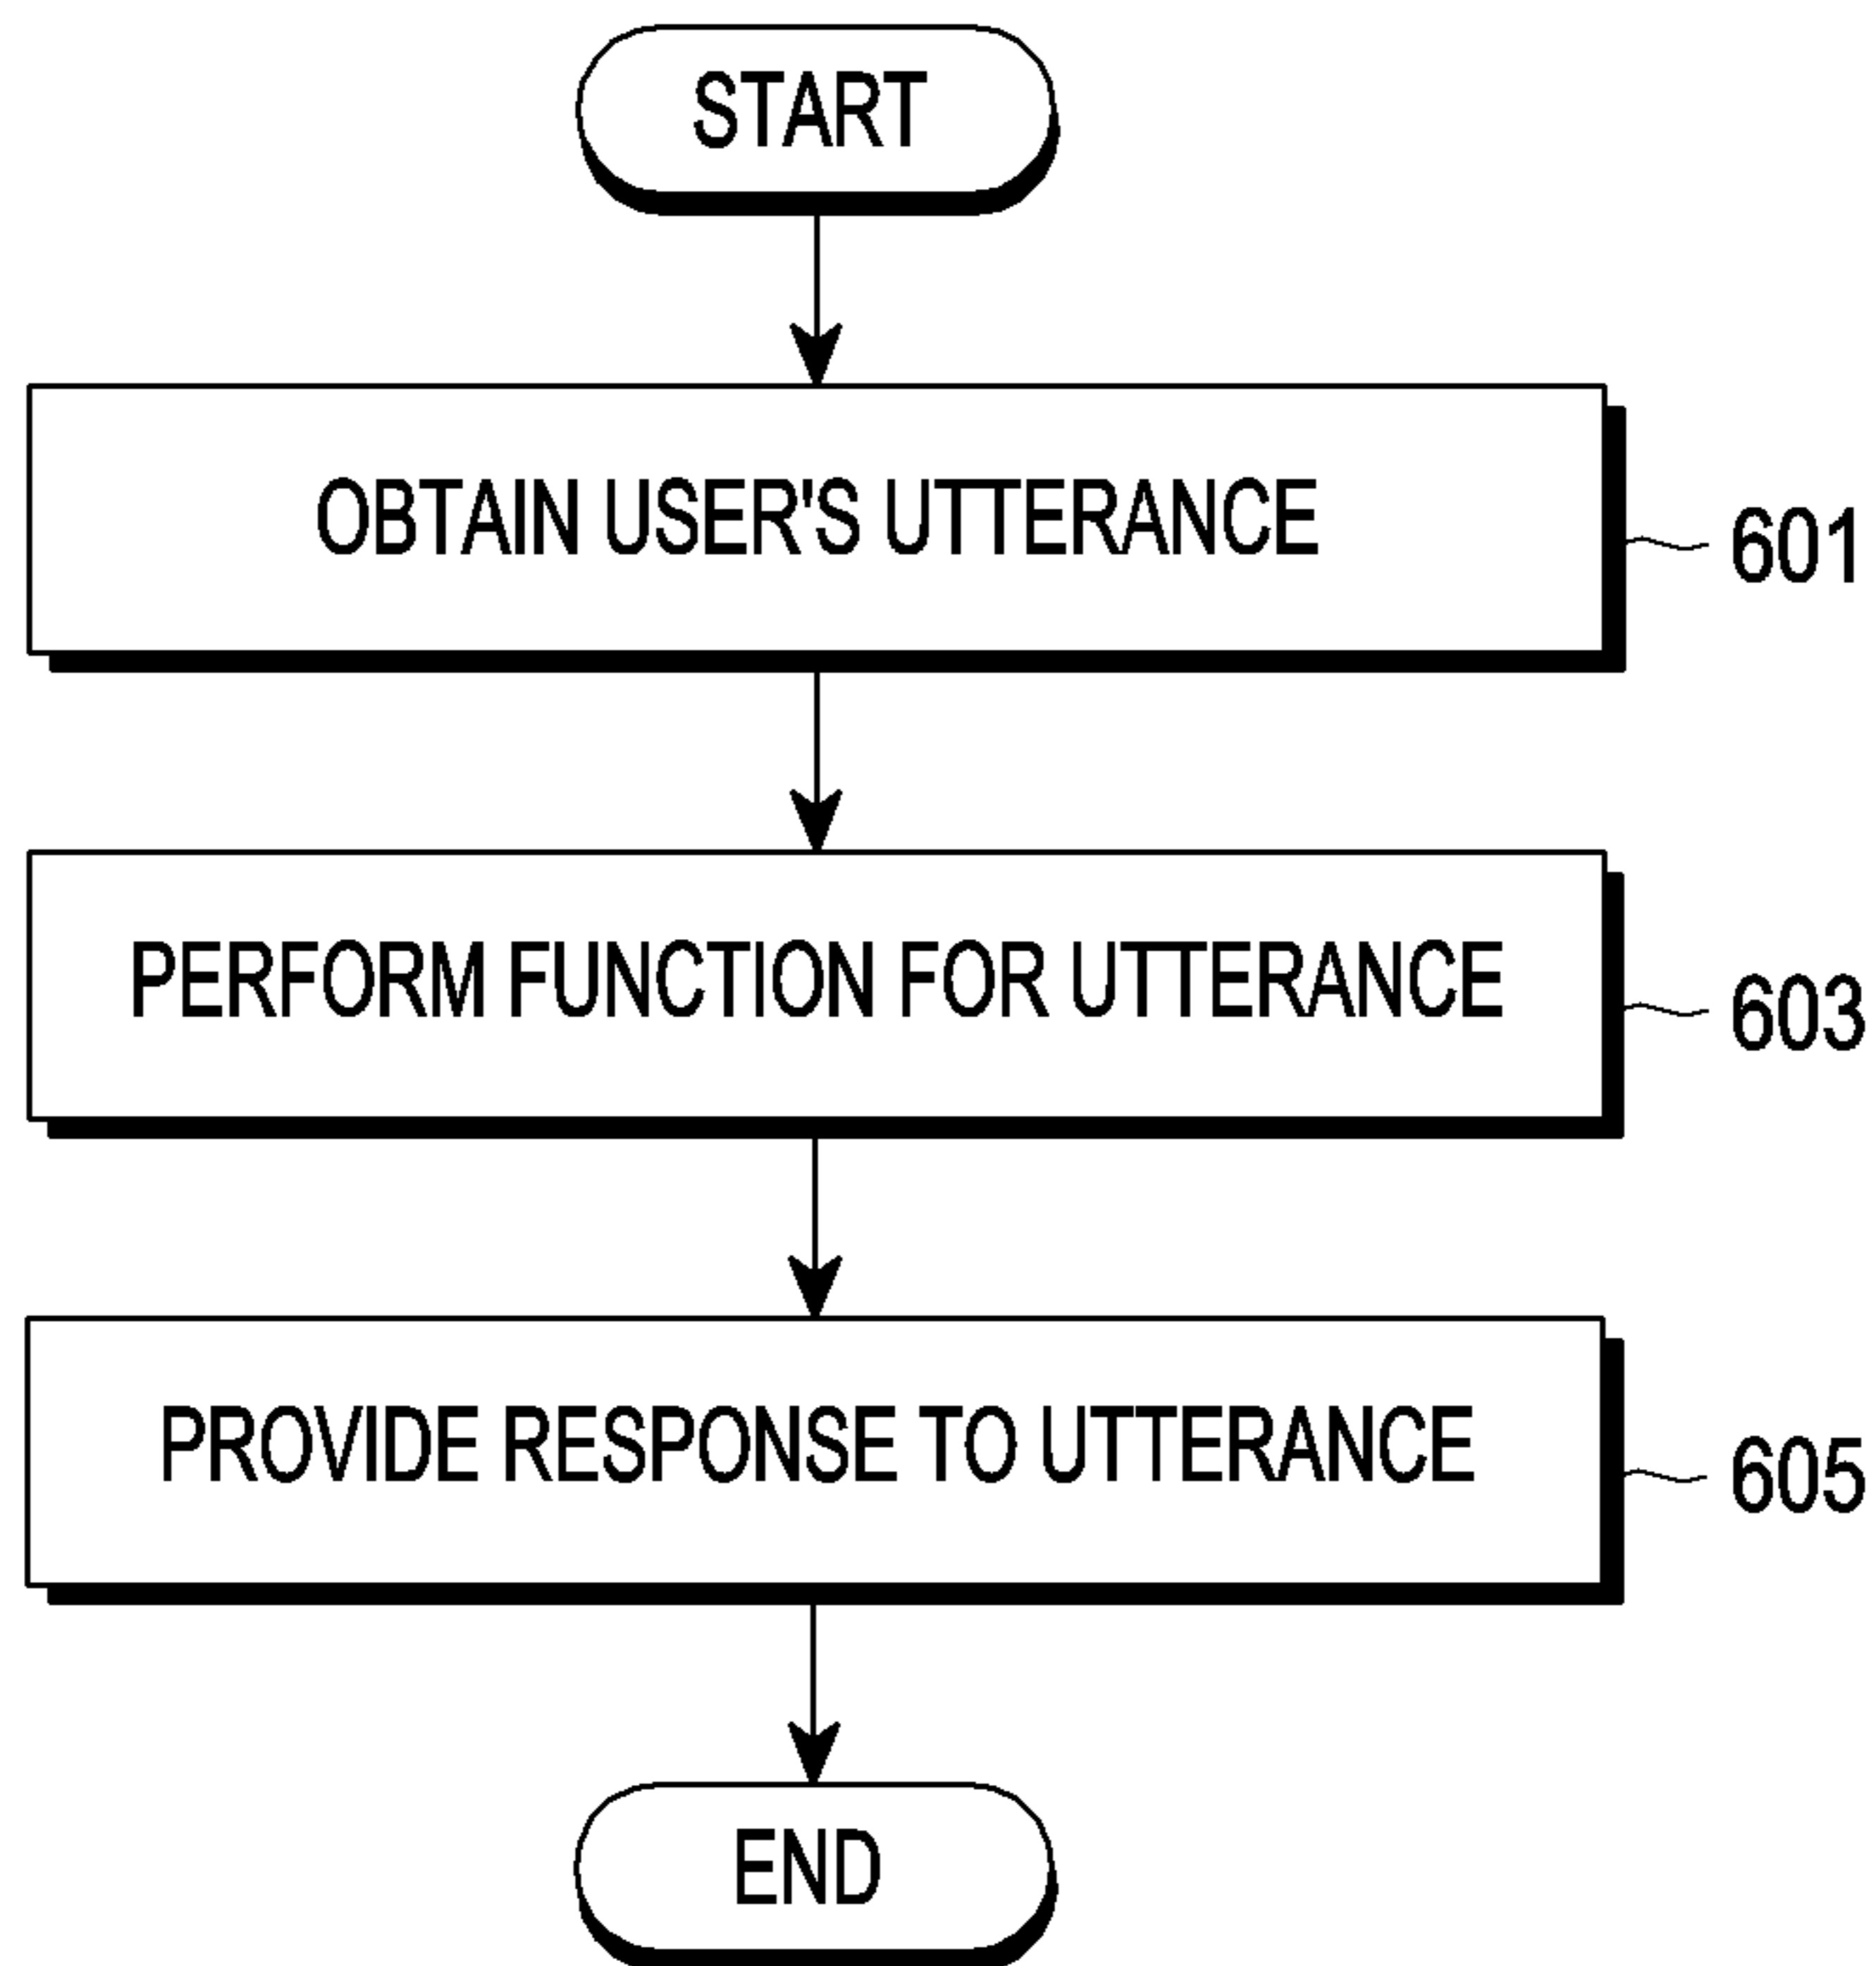 START
OBTAIN USER'S UTTERANCE
601
PERFORM FUNCTION FOR UTTERANCE
603
PROVIDE RESPONSE TO UTTERANCE
605
END